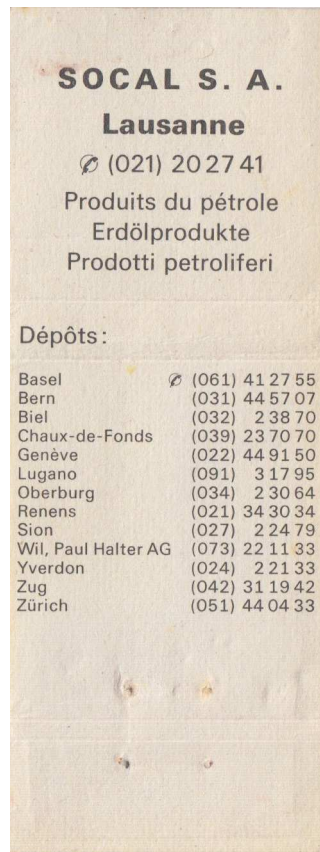 SOCAL S. A.
Lausanne
✆ (021) 20 27 41
Produits du pétrole
Erdölprodukte
Prodotti petroliferi
Dépôts:
Basel ✆ (061) 41 27 55
Bern (031) 44 57 07
Biel (032) 2 38 70
Chaux-de-Fonds (039) 23 70 70
Genève (022) 44 91 50
Lugano (091) 3 17 95
Oberburg (034) 2 30 64
Renens (021) 34 30 34
Sion (027) 2 24 79
Wil, Paul Halter AG (073) 22 11 33
Yverdon (024) 2 21 33
Zug (042) 31 19 42
Zürich (051) 44 04 33